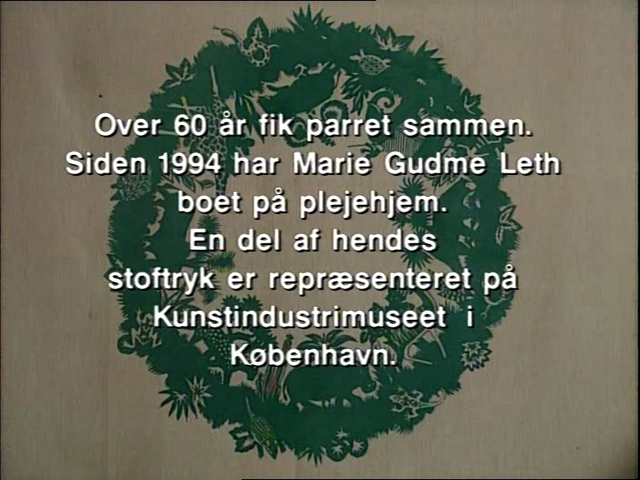 Over 60 år fik parret sammen.
Siden 1994 har Marie Gudme Leth
boet på plejehjem.
En del af hendes
stoftryk er repræsenteret på
Kunstindustrimuseet i
København.